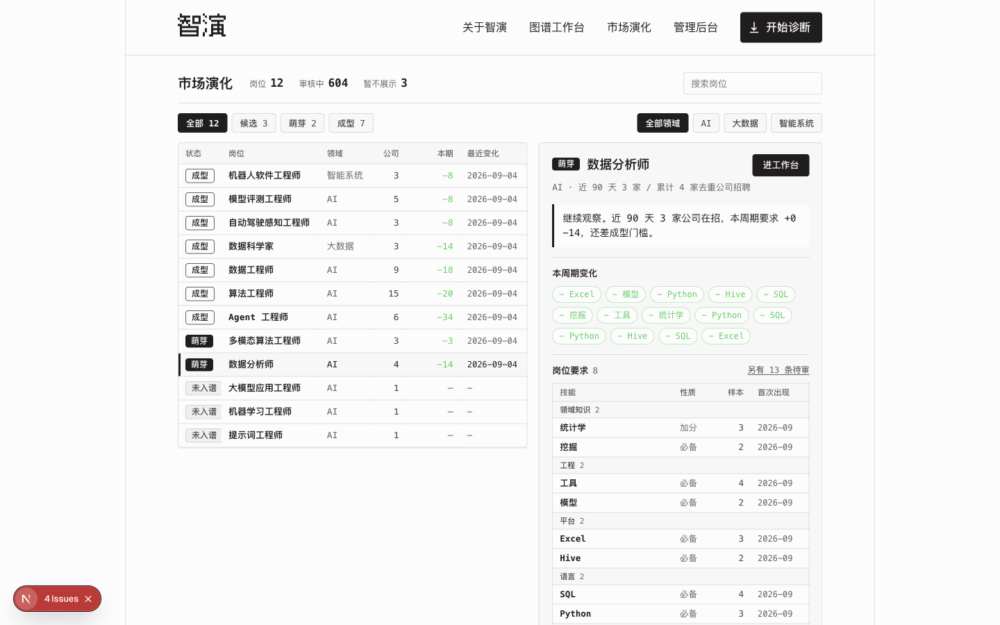 智演
关于智演 图谱工作台 市场演化 管理后台 开始诊断
市场演化 岗位 12 审核中 604 暂不展示 3 搜索岗位
全部 12 候选 3 萌芽 2 成型 7 全部领域 AI 大数据 智能系统
状态 岗位 领域 公司 本期 最近变化
成型 机器人软件工程师 智能系统 3 -8 2026-09-04
成型 模型评测工程师 AI 5 -8 2026-09-04
成型 自动驾驶感知工程师 AI 3 -8 2026-09-04
成型 数据科学家 大数据 3 -14 2026-09-04
成型 数据工程师 AI 9 -18 2026-09-04
成型 算法工程师 AI 15 -20 2026-09-04
成型 Agent 工程师 AI 6 -34 2026-09-04
萌芽 多模态算法工程师 AI 3 -3 2026-09-04
萌芽 数据分析师 AI 4 -14 2026-09-04
未入谱 大模型应用工程师 AI 1 — —
未入谱 机器学习工程师 AI 1 — —
未入谱 提示词工程师 AI 1 — —
萌芽 数据分析师 进工作台
AI · 近 90 天 3 家 / 累计 4 家去重公司招聘
继续观察。近 90 天 3 家公司在招，本周期要求 +0
-14，还差成型门槛。
本周期变化
- Excel - 模型 - Python - Hive - SQL
- 挖掘 - 工具 - 统计学 - Python - SQL
- Python - Hive - SQL - Excel
岗位要求 8 另有 13 条待审
技能 性质 样本 首次出现
领域知识 2
统计学 加分 3 2026-09
挖掘 必备 2 2026-09
工程 2
工具 必备 4 2026-09
模型 必备 2 2026-09
平台 2
Excel 必备 3 2026-09
Hive 必备 2 2026-09
语言 2
SQL 必备 4 2026-09
Python 必备 3 2026-09
N 4 Issues